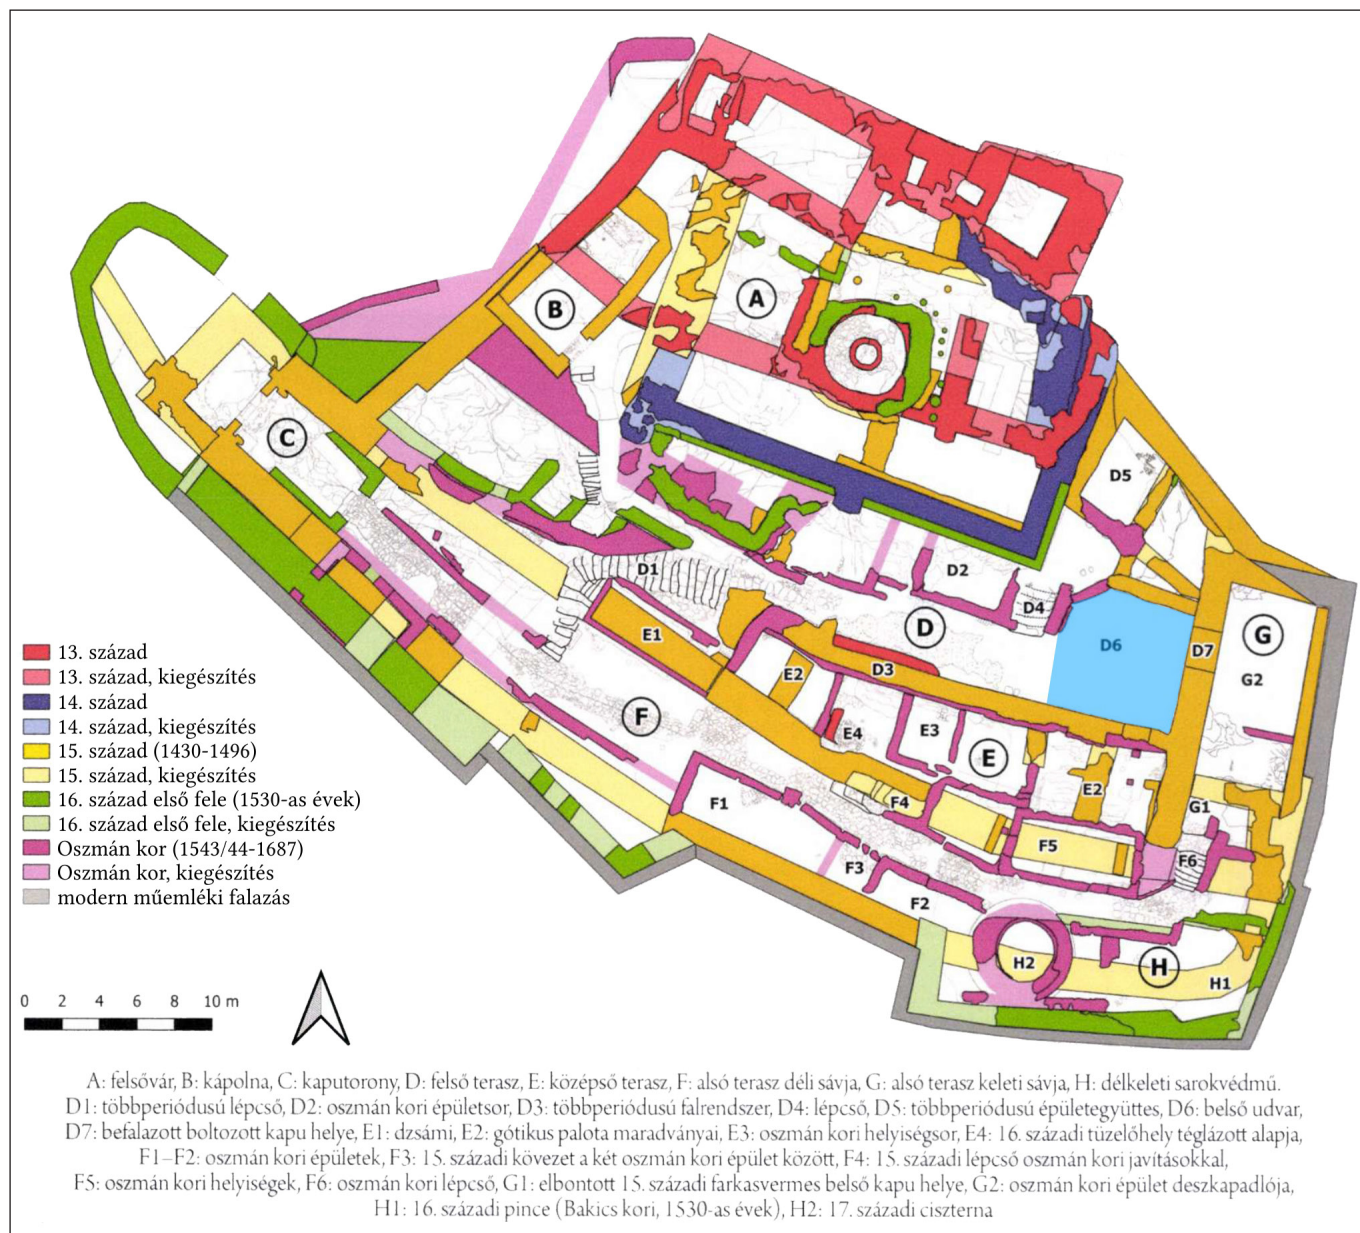 A
B
C
D5
D1
D2
D4
D
E1
D6
D7
G
G2
E2
D3
F
E4
E3
E
E2
F1
F4
G1
F5
F6
F3
F2
H2
H
H1
13. század
13. század, kiegészítés
14. század
14. század, kiegészítés
15. század (1430-1496)
15. század, kiegészítés
16. század első fele (1530-as évek)
16. század első fele, kiegészítés
Oszmán kor (1543/44-1687)
Oszmán kor, kiegészítés
modern műemléki falazás
0 2 4 6 8 10 m
A: felsővár, B: kápolna, C: kaputorony, D: felső terasz, E: középső terasz, F: alsó terasz déli sávja, G: alsó terasz keleti sávja, H: délkeleti sarokvédmű.
D1: többperiódusú lépcső, D2: oszmán kori épületsor, D3: többperiódusú falrendszer, D4: lépcső, D5: többperiódusú épületegyüttes, D6: belső udvar,
D7: befalazott boltozott kapu helye, E1: dzsámi, E2: gótikus palota maradványai, E3: oszmán kori helyiségsor, E4: 16. századi tüzelőhely téglázott alapja,
F1–F2: oszmán kori épületek, F3: 15. századi kövezet a két oszmán kori épület között, F4: 15. századi lépcső oszmán kori javításokkal,
F5: oszmán kori helyiségek, F6: oszmán kori lépcső, G1: elbontott 15. századi farkasvermes belső kapu helye, G2: oszmán kori épület deszkapadlója,
H1: 16. századi pince (Bakics kori, 1530-as évek), H2: 17. századi ciszterna